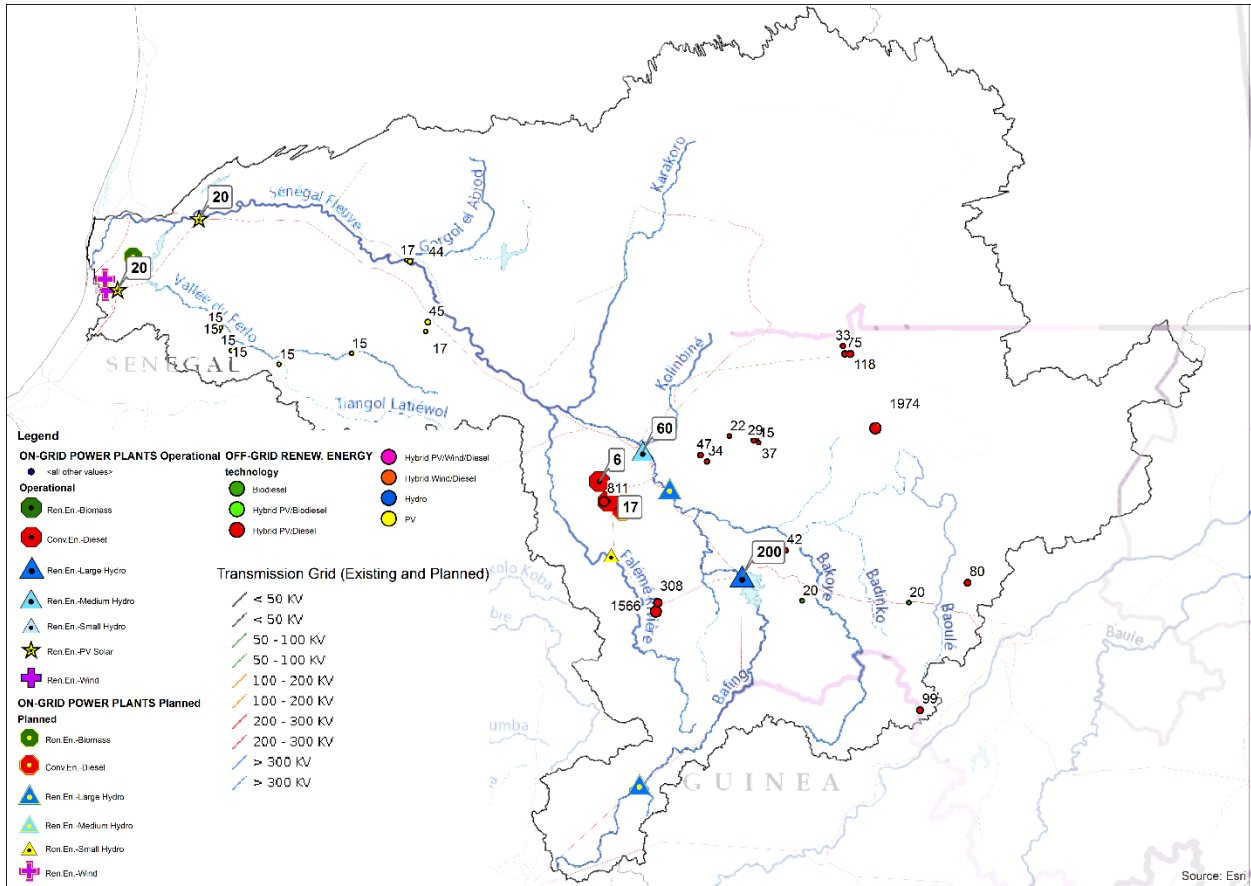 Karakoro
Sénégal Fleuve
Gorgol el Abiod
20
17
44
20
Vallée du Ferlo
45
15
15
17
15
15
15
15
SENEGAL
Tiangol Latiéwol
Kolinbiné
33
75
118
1974
22
29
15
37
47
34
60
6
811
17
42
200
Bakoye
Badinko
Baoulé
Baule
80
20
20
308
1566
Falémé Rivière
Bafing
99
GUINEA
umba
bie
olo Koba
Legend
ON-GRID POWER PLANTS Operational
<all other values>
Operational
Ren.En.-Biomass
Conv.En.-Diesel
Ren.En.-Large Hydro
Ren.En.-Medium Hydro
Ren.En.-Small Hydro
Ren.En.-PV Solar
Ren.En.-Wind
ON-GRID POWER PLANTS Planned
Planned
Ren.En.-Biomass
Conv.En.-Diesel
Ren.En.-Large Hydro
Ren.En.-Medium Hydro
Ren.En.-Small Hydro
Ren.En.-Wind
OFF-GRID RENEW. ENERGY
technology
Biodiesel
Hybrid PV/Biodiesel
Hybrid PV/Diesel
Hybrid PV/Wind/Diesel
Hybrid Wind/Diesel
Hydro
PV
Transmission Grid (Existing and Planned)
< 50 KV
< 50 KV
50 - 100 KV
50 - 100 KV
100 - 200 KV
100 - 200 KV
200 - 300 KV
200 - 300 KV
> 300 KV
> 300 KV
Source: Esri